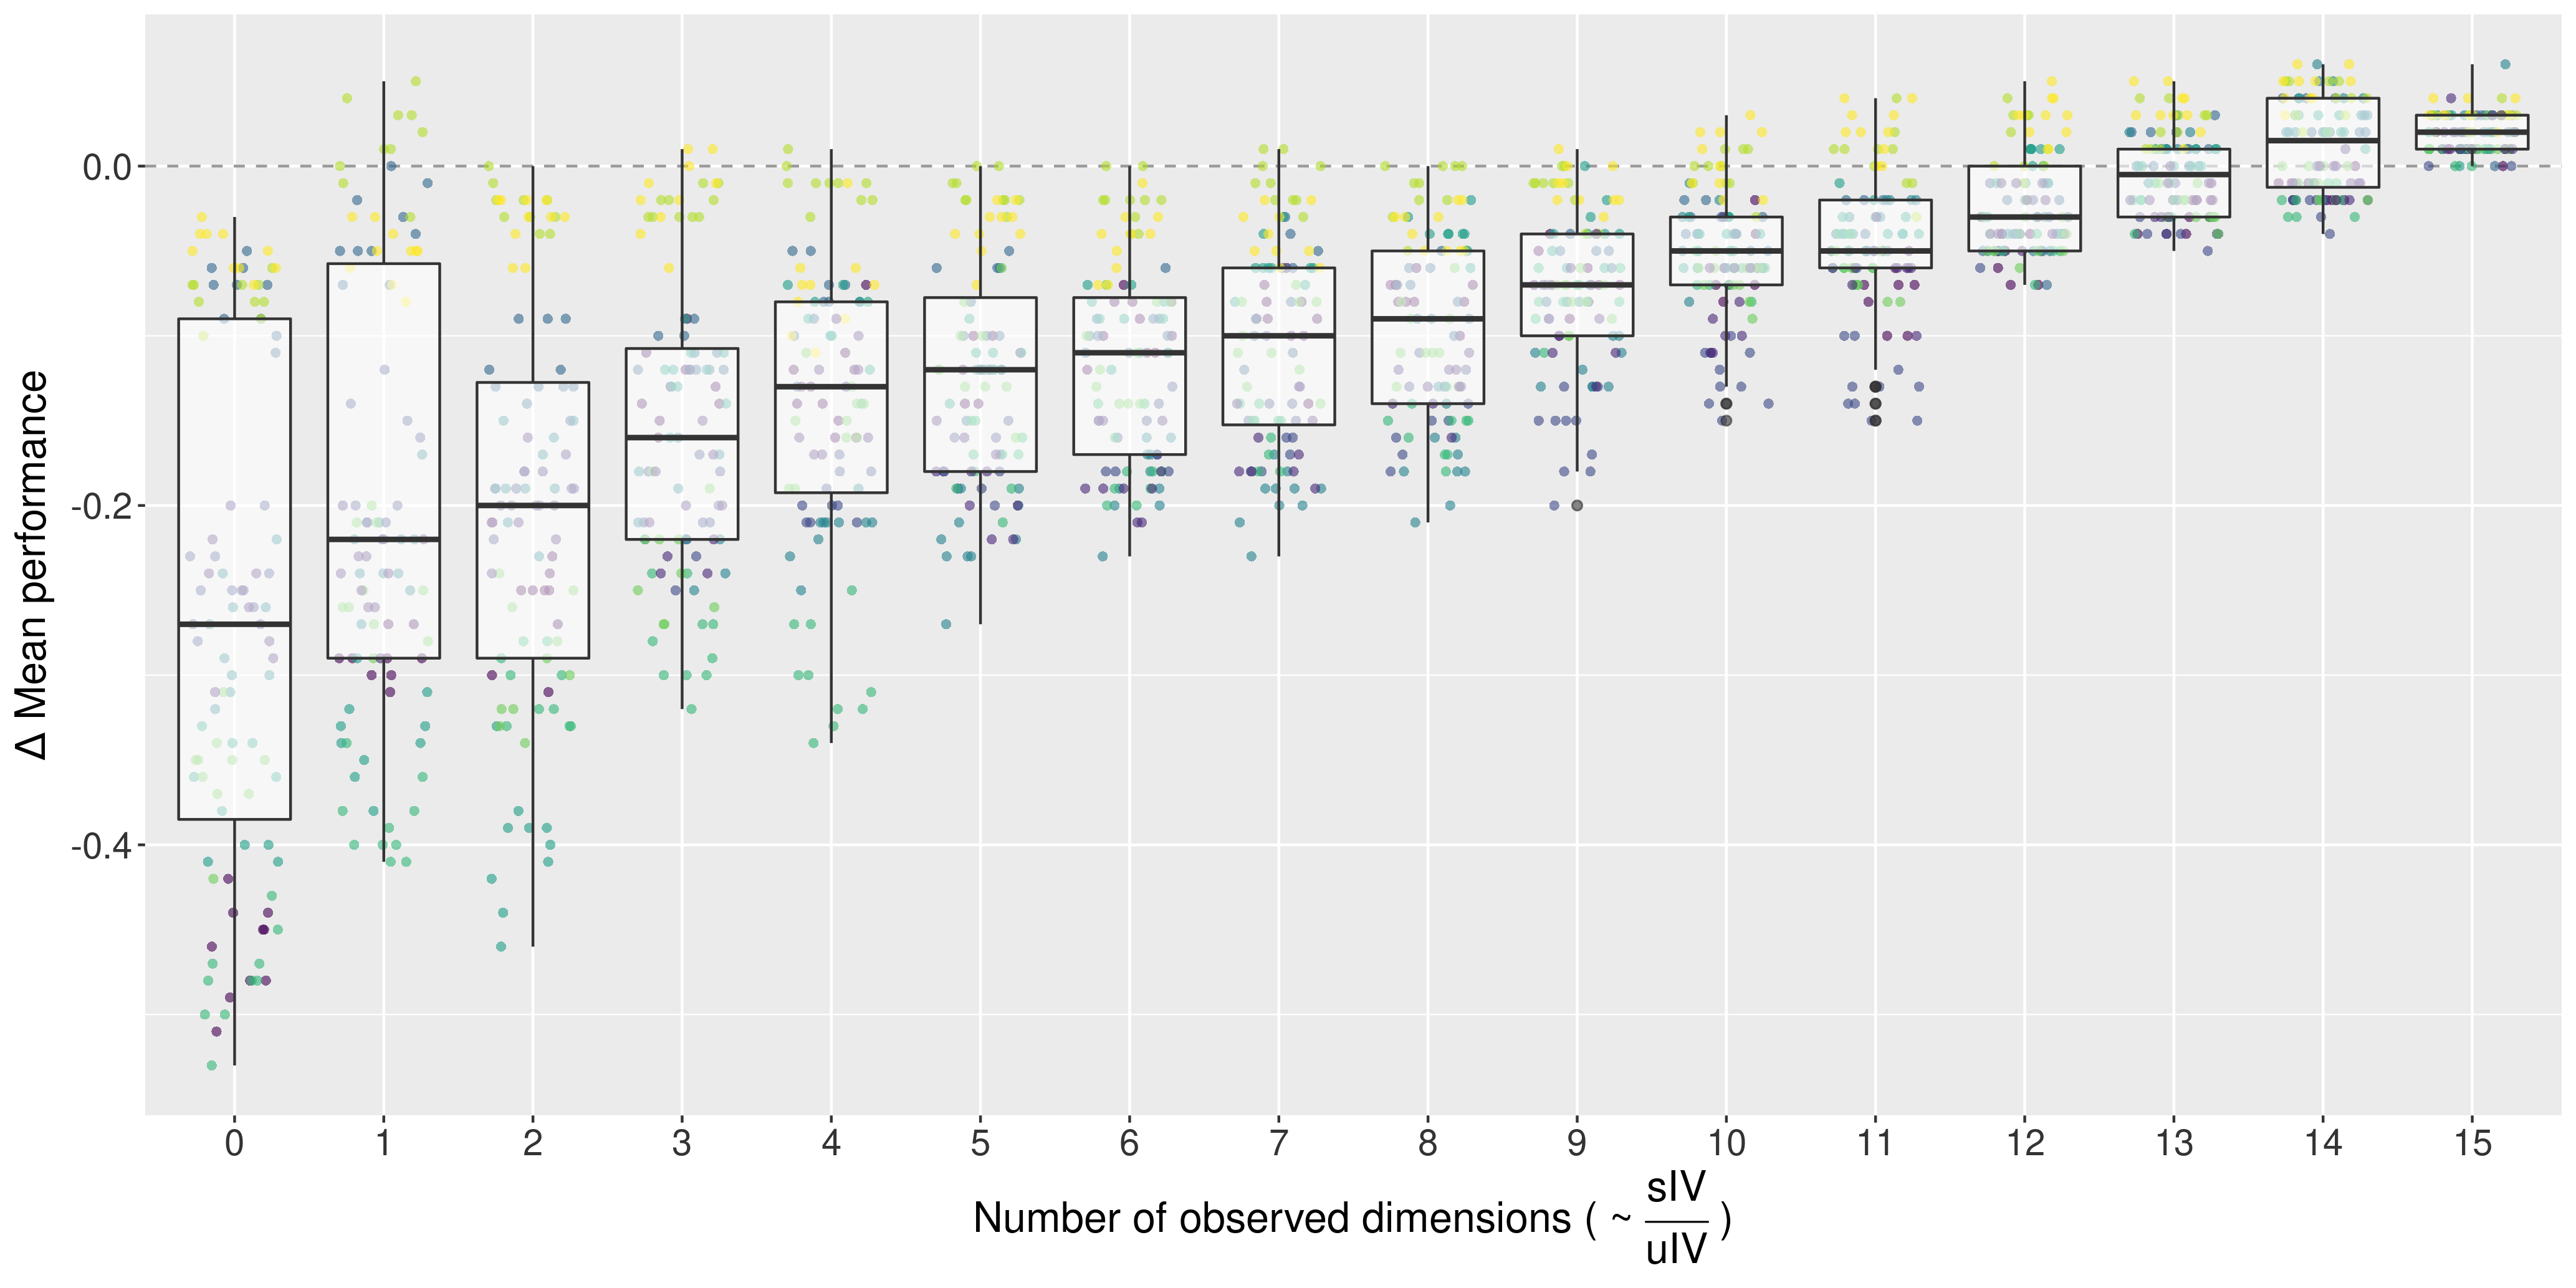 0.0
-0.2
-0.4
Δ Mean performance
0 1 2 3 4 5 6 7 8 9 10 11 12 13 14 15
Number of observed dimensions ( ~ sIV
uIV )